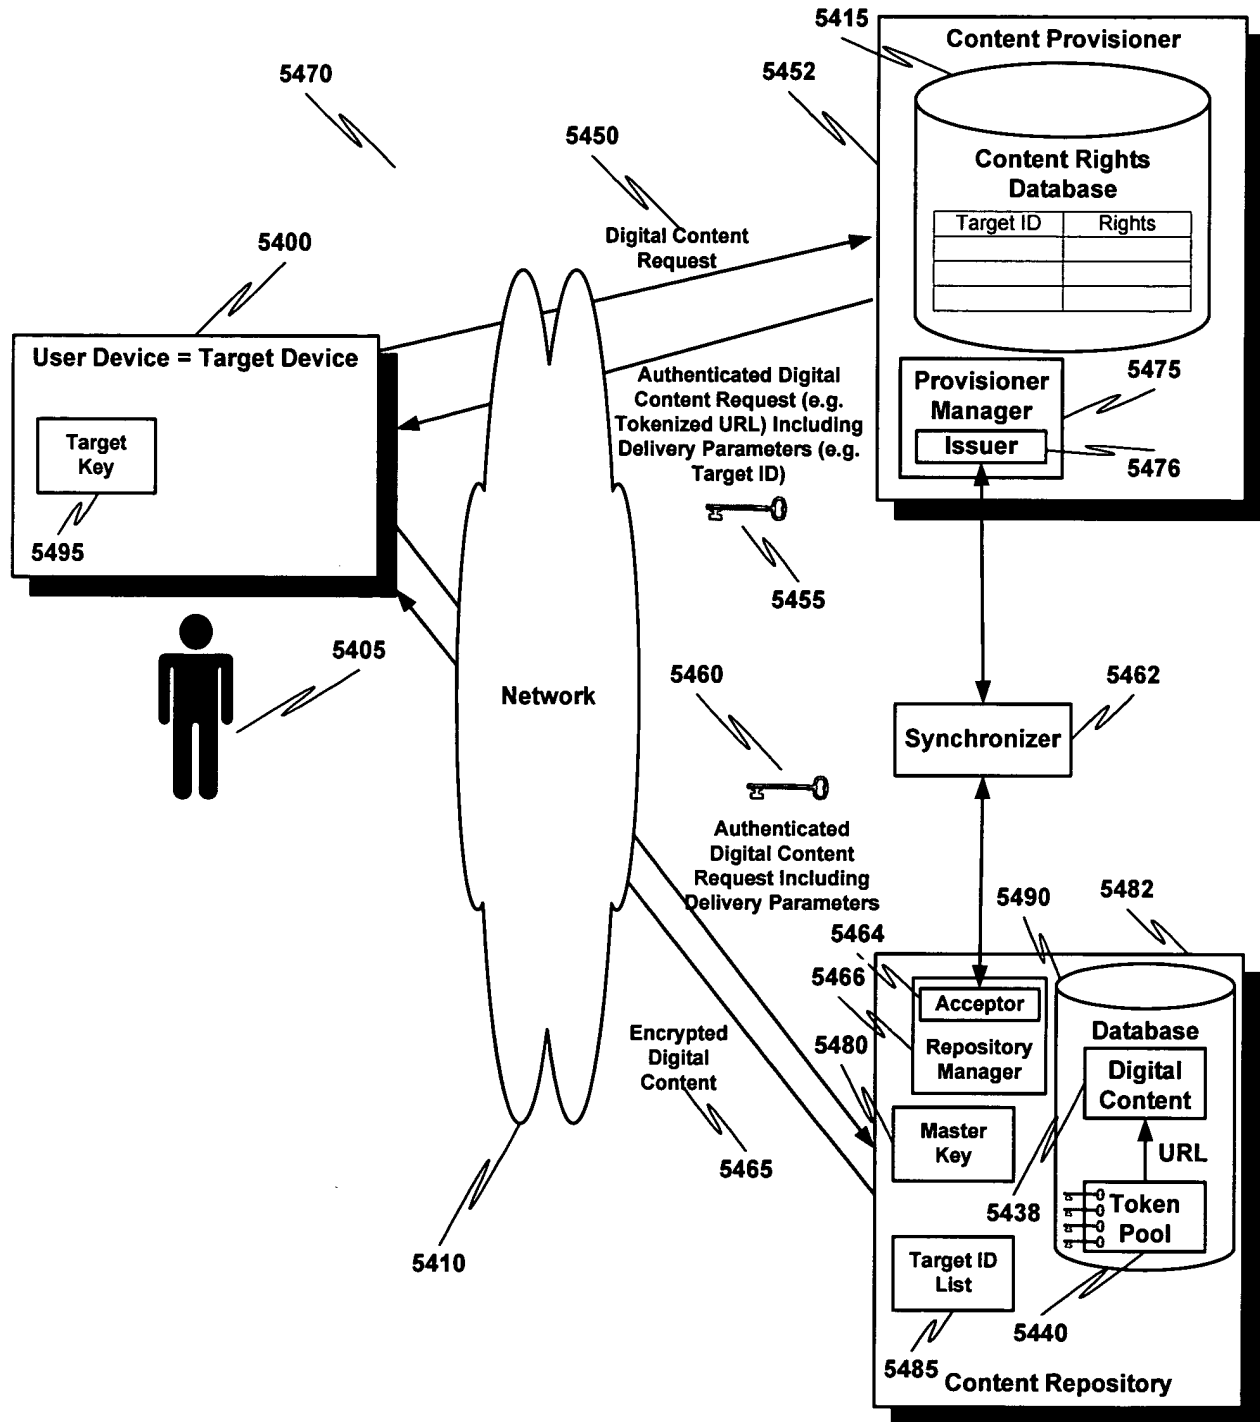 5415
Content Provisioner
5470
5452
5450
Content Rights
Database
Target ID
Rights
Digital Content
Request
5400
User Device = Target Device
Authenticated Digital
Content Request (e.g.
Tokenized URL) Including
Delivery Parameters (e.g.
Target ID)
Provisioner
Manager
5475
Issuer
5476
Target
Key
5495
5455
5405
5460
5462
Network
Synchronizer
Authenticated
Digital Content
Request Including
Delivery Parameters
5490
5482
5464
5466
Acceptor
Repository
Manager
Database
Digital
Content
5480
Encrypted
Digital
Content
Master
Key
URL
5465
5438
Token
Pool
5410
Target ID
List
5440
5485
Content Repository